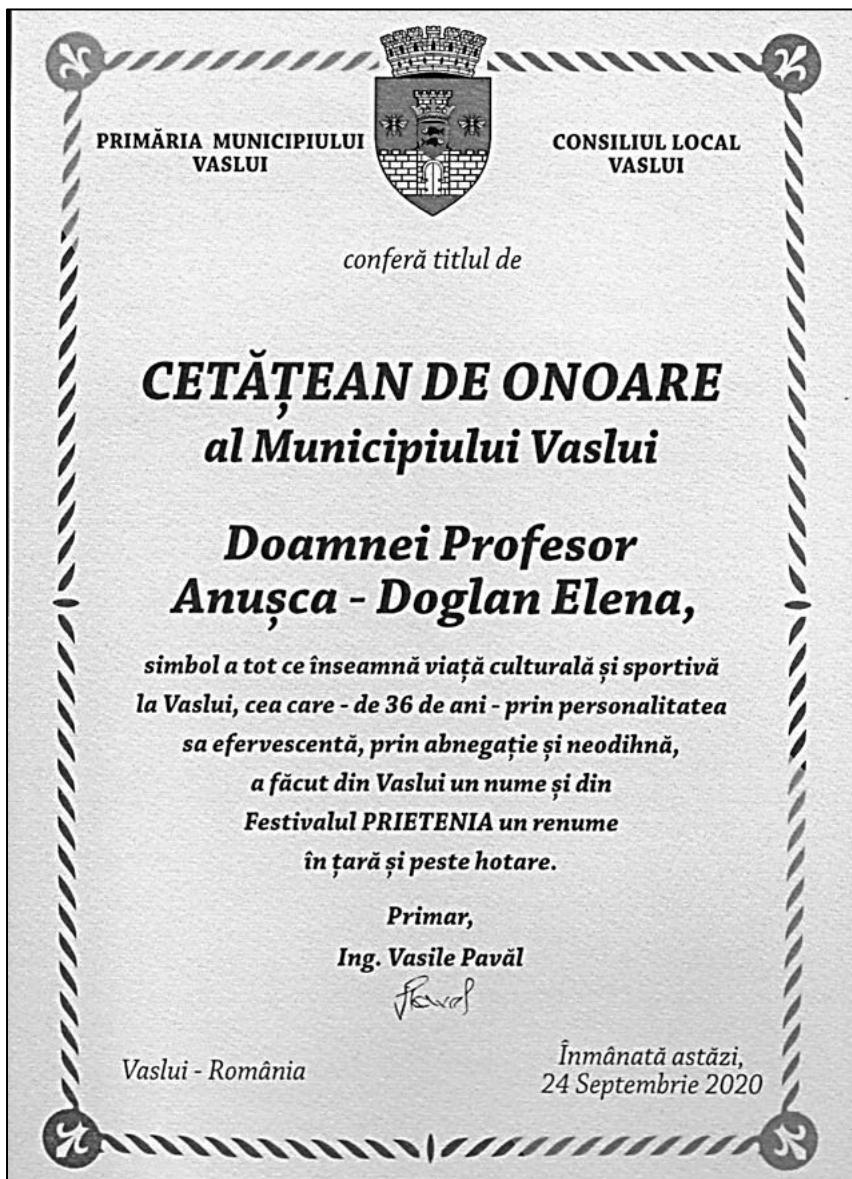 PRIMĂRIA MUNICIPIULUI
VASLUI
CONSILIUL LOCAL
VASLUI
conferă titlul de
CETĂȚEAN DE ONOARE
al Municipiului Vaslui
Doamnei Profesor
Anușca - Doglan Elena,
simbol a tot ce înseamnă viață culturală și sportivă
la Vaslui, cea care - de 36 de ani - prin personalitatea
sa efervescentă, prin abnegație și neodihnă,
a făcut din Vaslui un nume și din
Festivalul PRIETENIA un renume
în țară și peste hotare.
Primar,
Ing. Vasile Pavăl
Vaslui - România
Înmânată astăzi,
24 Septembrie 2020